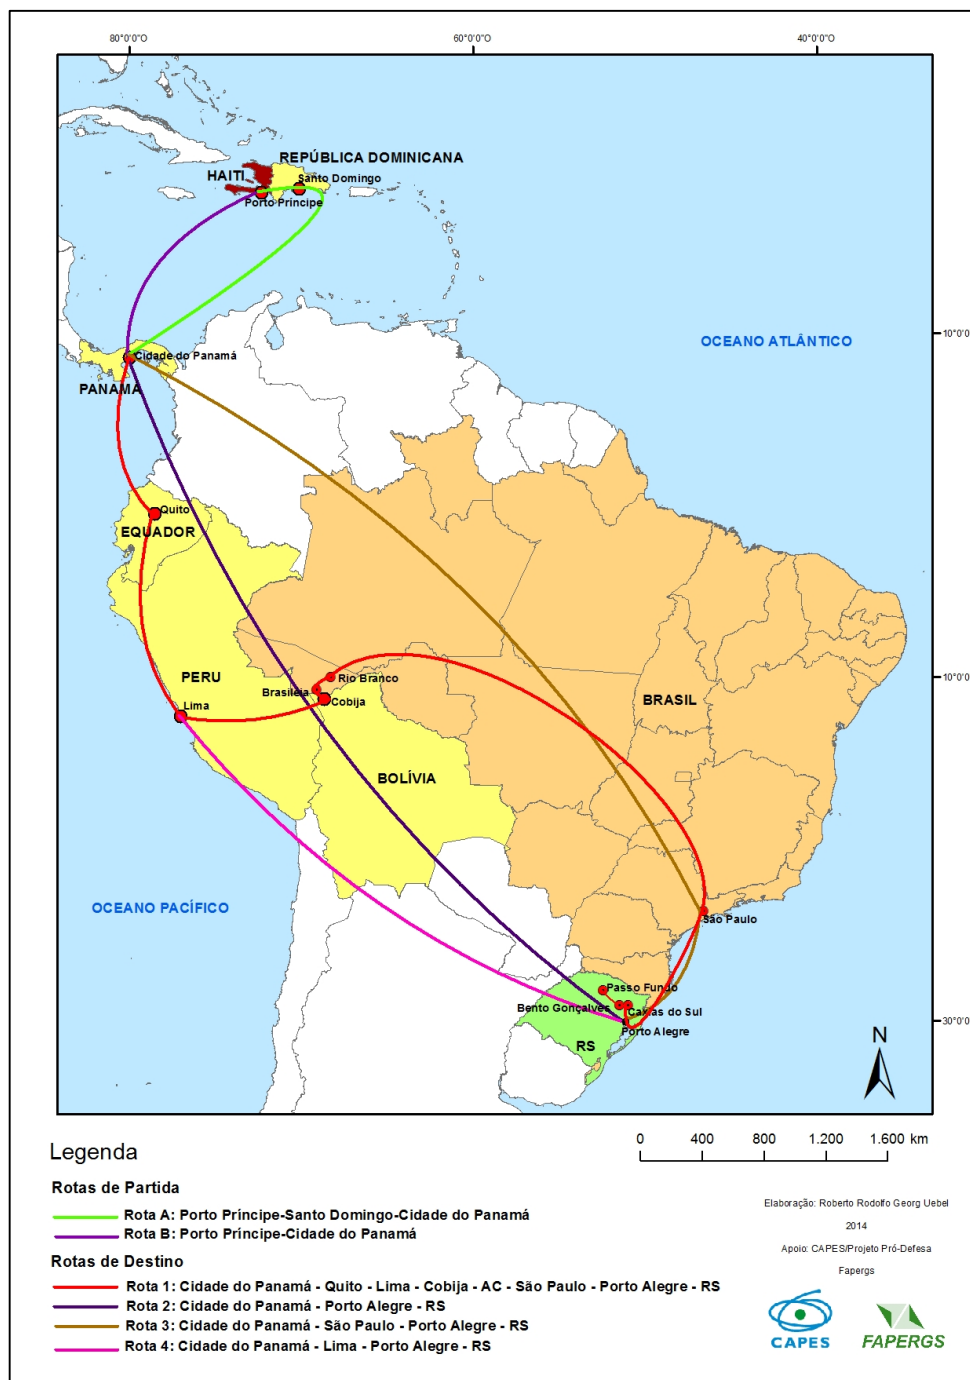 80°0'0"O
60°0'0"O
40°0'0"O
REPÚBLICA DOMINICANA
HAITI
Santo Domingo
Porto Príncipe
10°0'0"
OCEANO ATLÂNTICO
Cidade do Panamá
PANAMÁ
Quito
EQUADOR
PERU
Rio Branco
10°0'0"
Brasiléia
BRASIL
Cobija
Lima
BOLÍVIA
OCEANO PACÍFICO
São Paulo
Passo Fundo
Bento Gonçalves
Caxias do Sul
30°0'0"
Porto Alegre
RS
N
0 400 800 1.200 1.600 km
Legenda
Rotas de Partida
Rota A: Porto Príncipe-Santo Domingo-Cidade do Panamá
Rota B: Porto Príncipe-Cidade do Panamá
Rotas de Destino
Rota 1: Cidade do Panamá - Quito - Lima - Cobija - AC - São Paulo - Porto Alegre - RS
Rota 2: Cidade do Panamá - Porto Alegre - RS
Rota 3: Cidade do Panamá - São Paulo - Porto Alegre - RS
Rota 4: Cidade do Panamá - Lima - Porto Alegre - RS
Elaboração: Roberto Rodolfo Georg Uebel
2014
Apoio: CAPES/Projeto Pró-Defesa
Fapergs
CAPES
FAPERGS